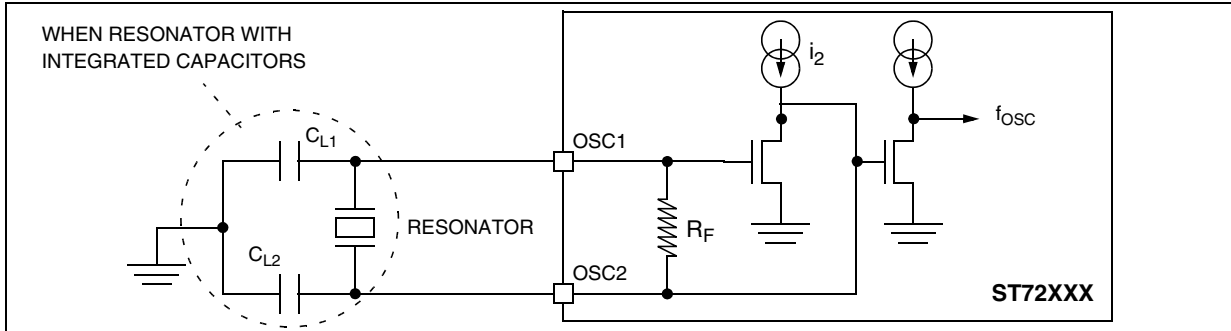 WHEN RESONATOR WITH
INTEGRATED CAPACITORS
i2
fOSC
CL1
OSC1
RESONATOR
RF
CL2
OSC2
ST72XXX